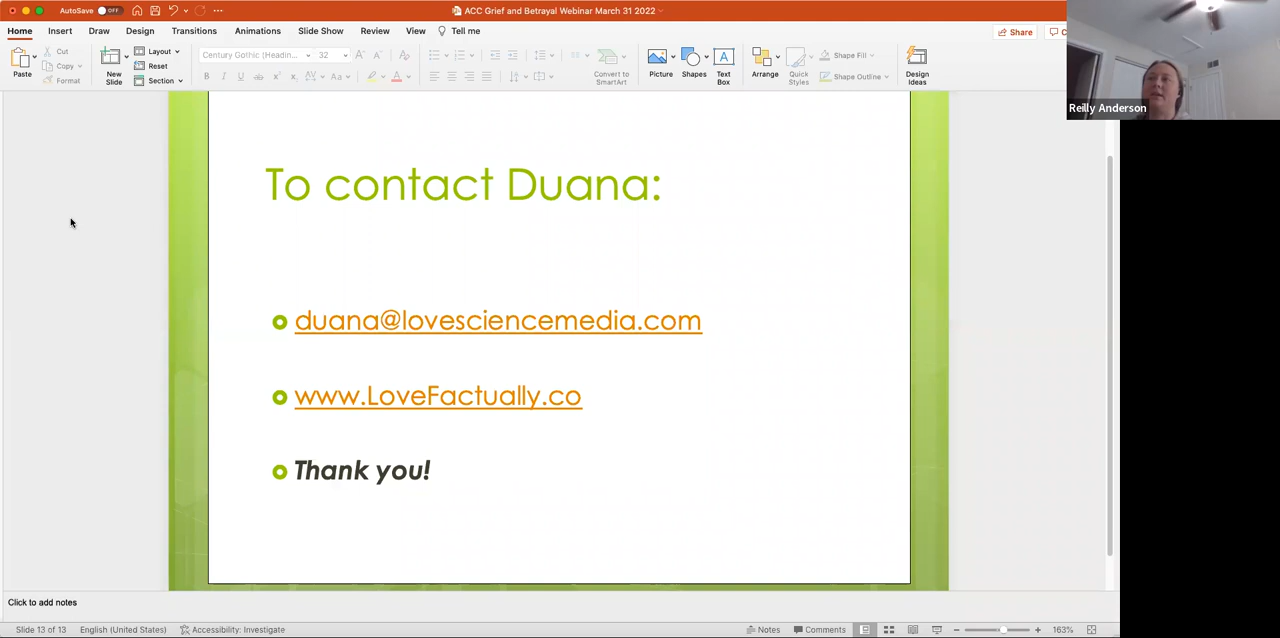 AutoSave OFF ACC Grief and Betrayal Webinar March 31 2022
Home Insert Draw Design Transitions Animations Slide Show Review View Tell me Share
Paste Cut Copy Format New Slide Layout Reset Section Century Gothic (Headin... 32 Convert to SmartArt Picture Shapes Text Box Arrange Quick Styles Shape Fill Shape Outline Design Ideas
Reilly Anderson
To contact Duana:
duana@lovesciencemedia.com
www.LoveFactually.co
Thank you!
Click to add notes
Slide 13 of 13 English (United States) Accessibility: Investigate Notes Comments 163%